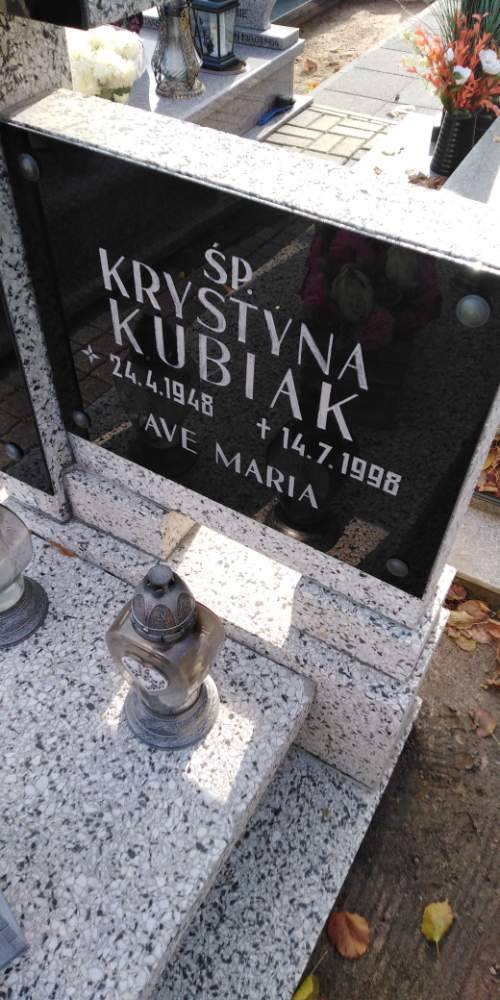 ŚP.
KRYSTYNA
KUBIAK
24.4.1948 † 14.7.1998
AVE MARIA